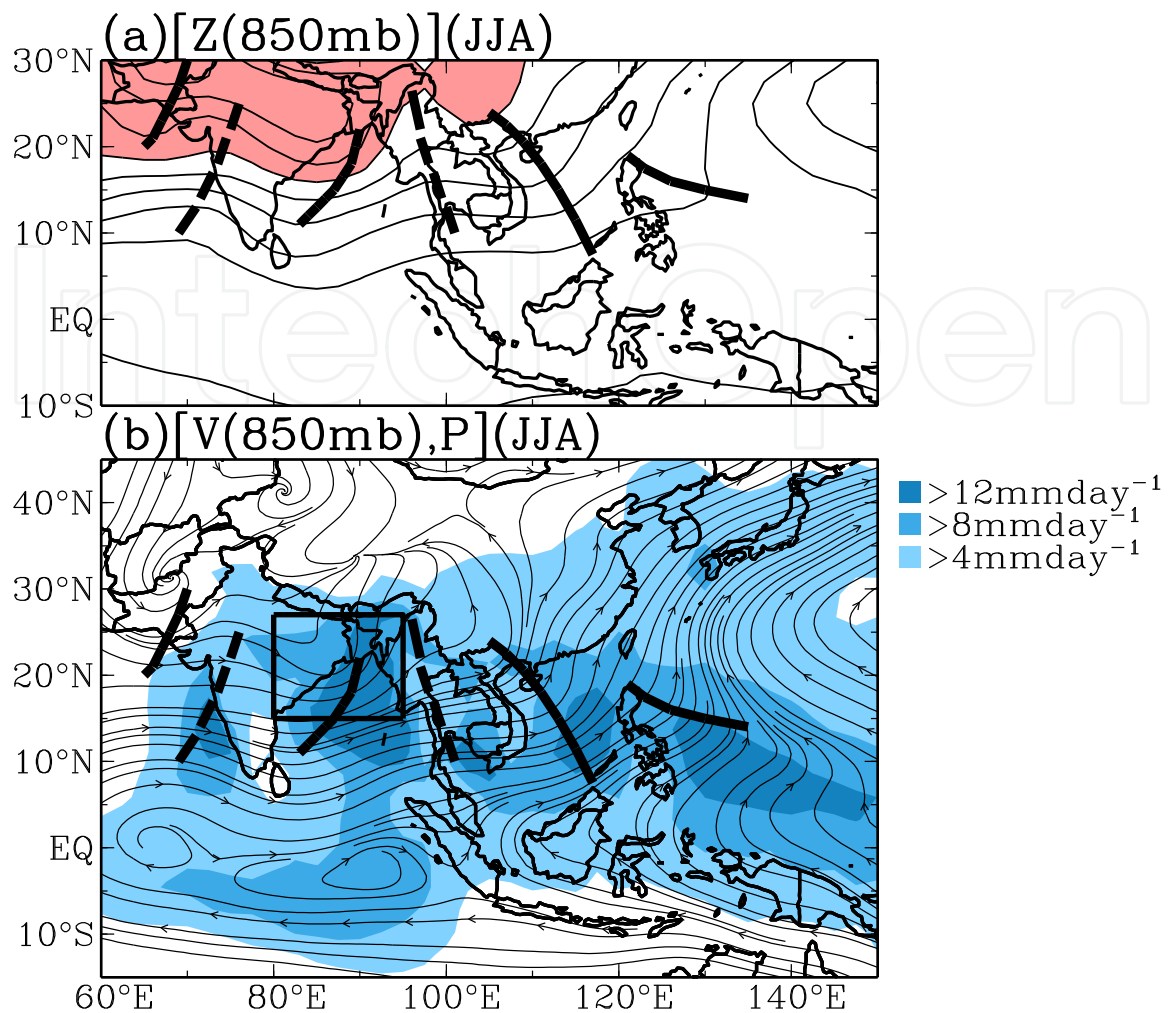 (a)[Z(850mb)](JJA)
30°N
20°N
10°N
EQ
10°S
IntechOpen
(b)[V(850mb),P](JJA)
40°N
30°N
20°N
10°N
EQ
10°S
60°E 80°E 100°E 120°E 140°E
>12mmday⁻¹
>8mmday⁻¹
>4mmday⁻¹